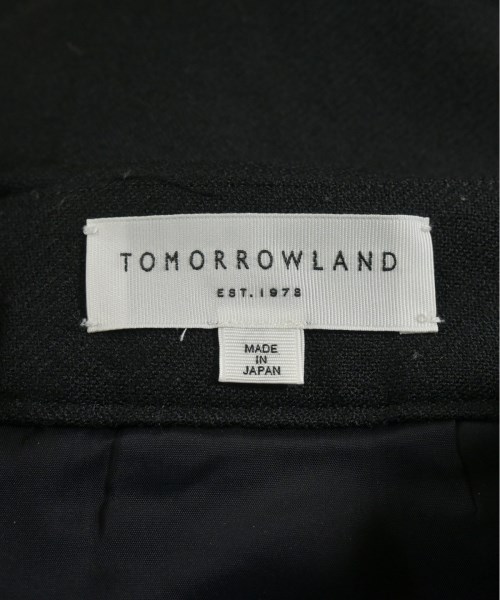 TOMORROWLAND
EST. 1978
MADE
IN
JAPAN